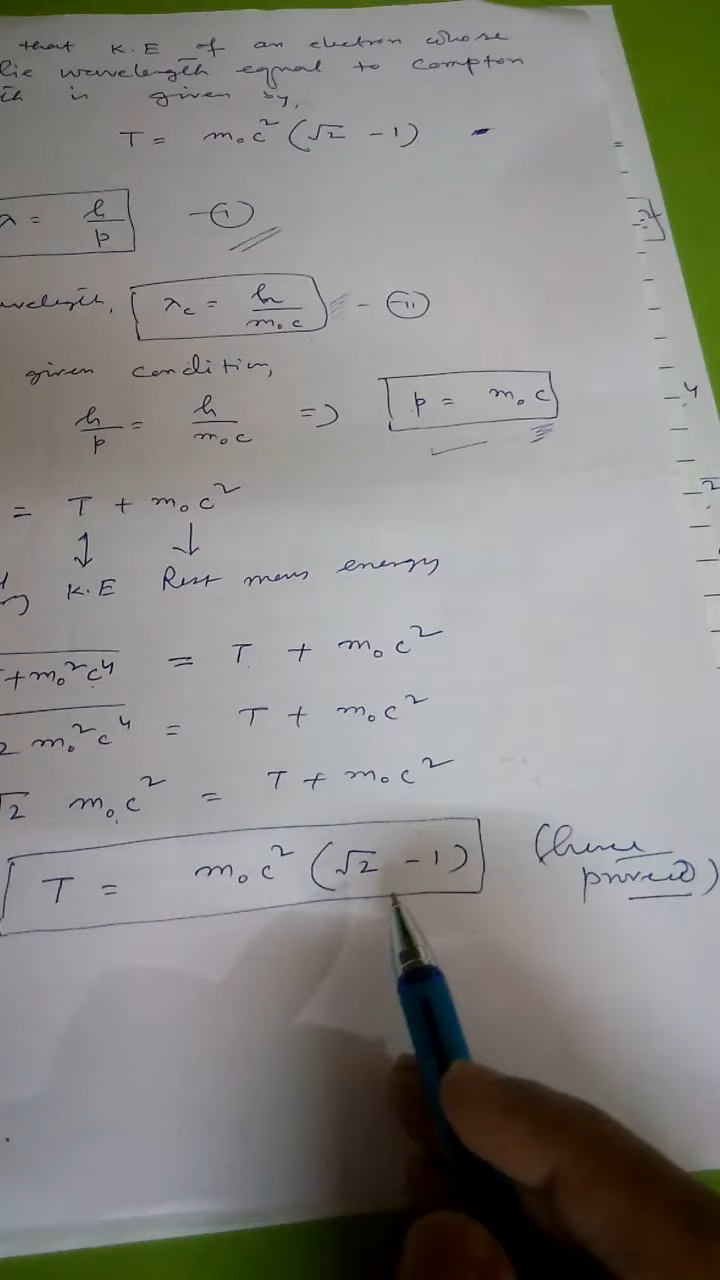 that K.E of an electron whose
lie wavelength equal to compton
th is given by,
T = m₀c² (√2 - 1)
λ = h/p - (i)
wavelength, λc = h/m₀c - (ii)
given condition,
h/p = h/m₀c => p = m₀c
= T + m₀c²
K.E Rest mass energy
+ m₀²c⁴ = T + m₀c²
2 m₀²c⁴ = T + m₀c²
√2 m₀c² = T + m₀c²
T = m₀c² (√2 - 1) (hence
proved)